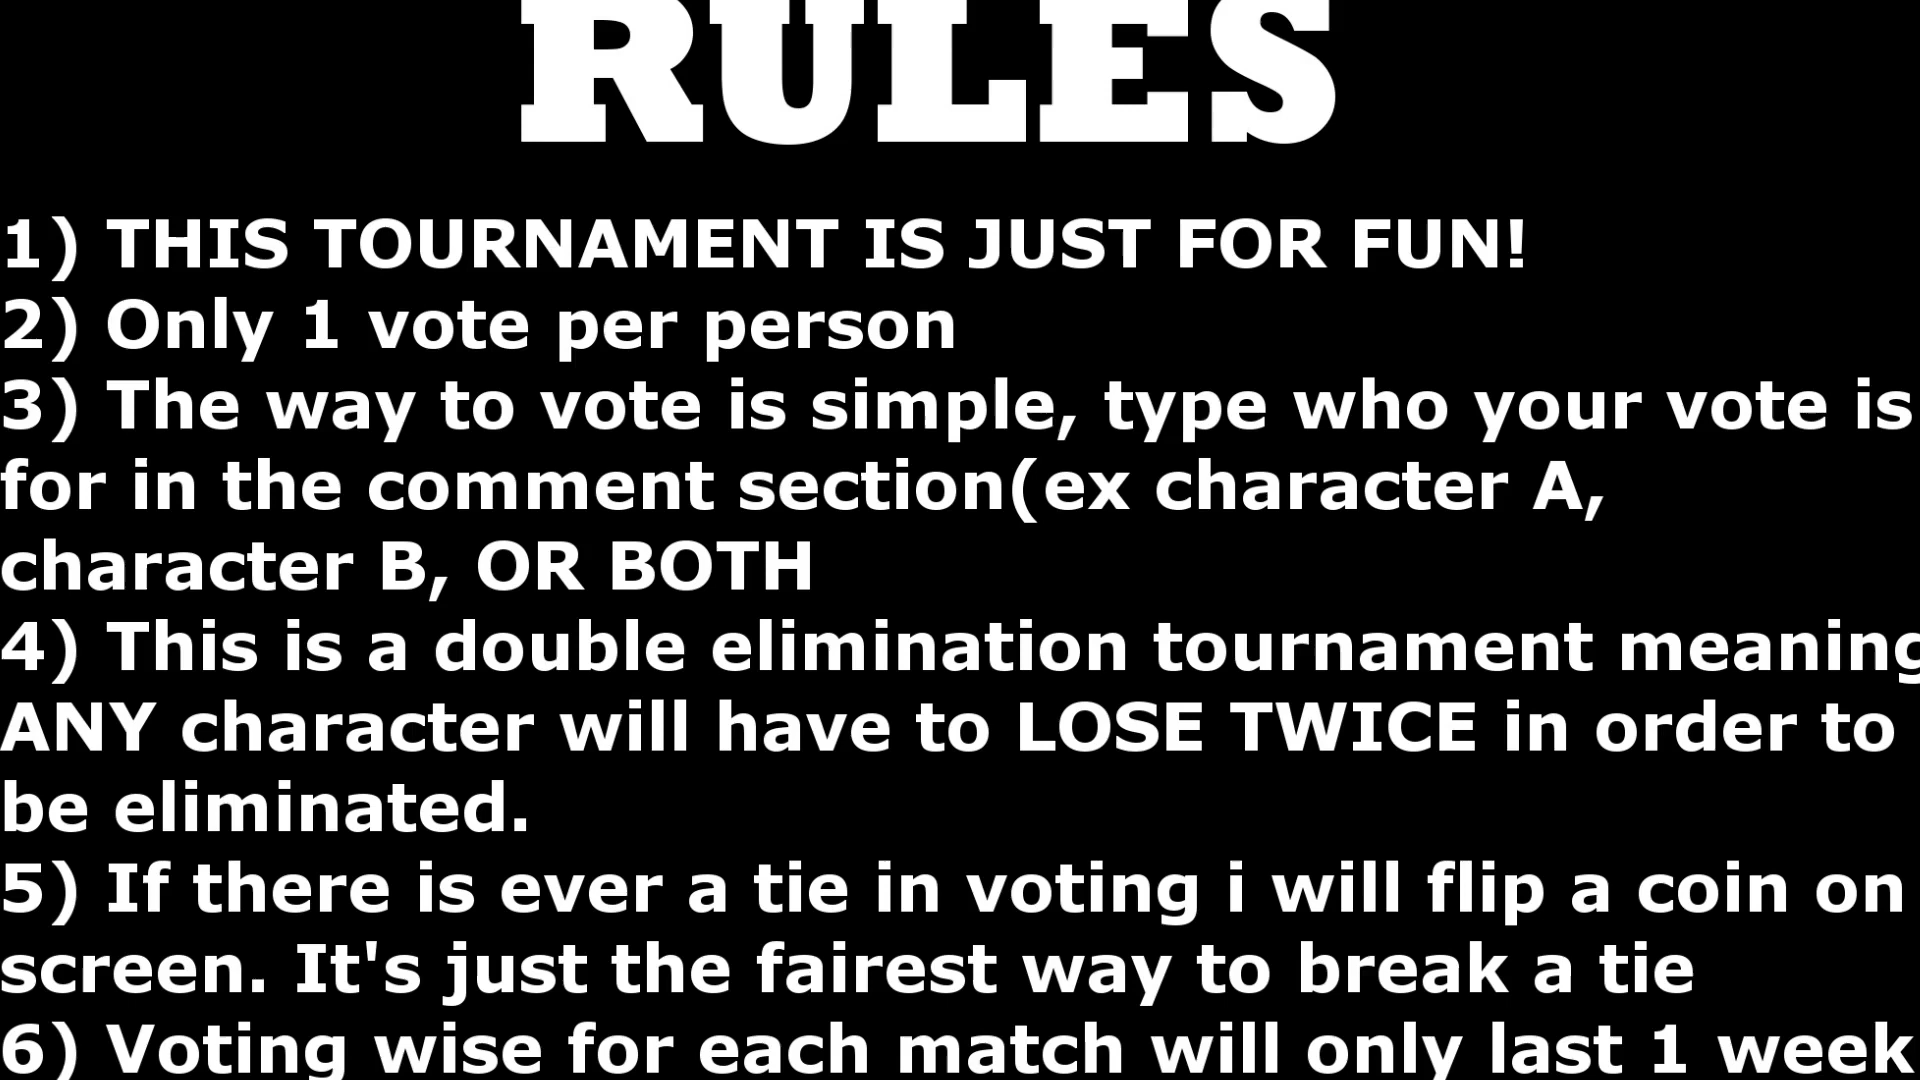 RULES
1) THIS TOURNAMENT IS JUST FOR FUN!
2) Only 1 vote per person
3) The way to vote is simple, type who your vote is
for in the comment section(ex character A,
character B, OR BOTH
4) This is a double elimination tournament meaning
ANY character will have to LOSE TWICE in order to
be eliminated.
5) If there is ever a tie in voting i will flip a coin on
screen. It's just the fairest way to break a tie
6) Voting wise for each match will only last 1 week